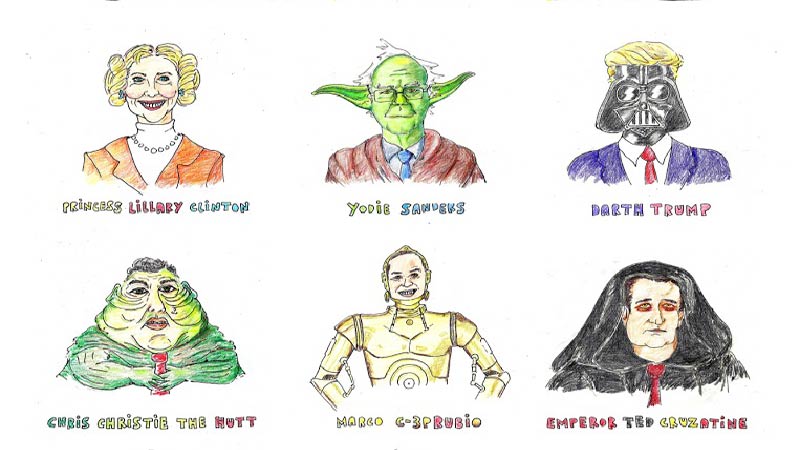 PRINCESS LILLARY CLINTON
YODIE SANDERS
DARTH TRUMP
CHRIS CHRISTIE THE HUTT
MARCO C-3PRUBIO
EMPEROR TED CRUZATINE